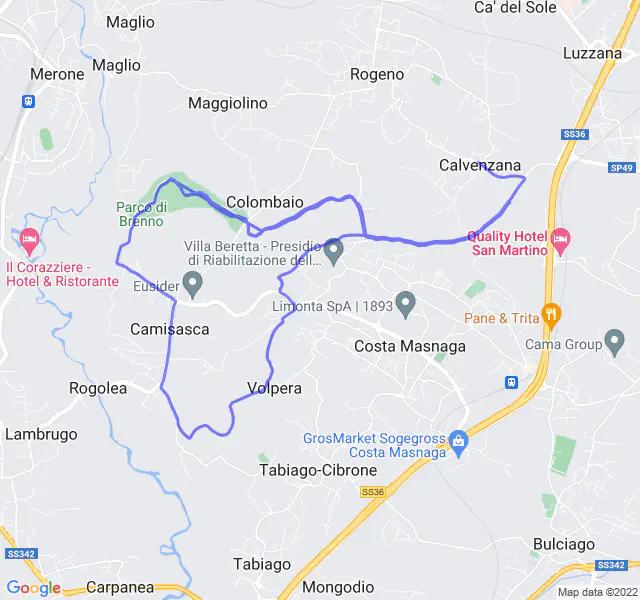 Ca' del Sole
Maglio
Luzzana
Maglio
Merone
Rogeno
Maggiolino
SS36
Calvenzana
SP49
Parco di
Brenno
Colombaio
Quality Hotel
San Martino
Villa Beretta - Presidio
di Riabilitazione dell...
Il Corazziere -
Hotel & Ristorante
Eusider
Limonta SpA | 1893
Pane & Trita
Camisasca
Costa Masnaga
Cama Group
Rogolea
Volpera
Lambrugo
GrosMarket Sogegross
Costa Masnaga
Tabiago-Cibrone
SS36
Bulciago
SS342
Tabiago
SS342
Google
Carpanea
Mongodio
Map data ©2022